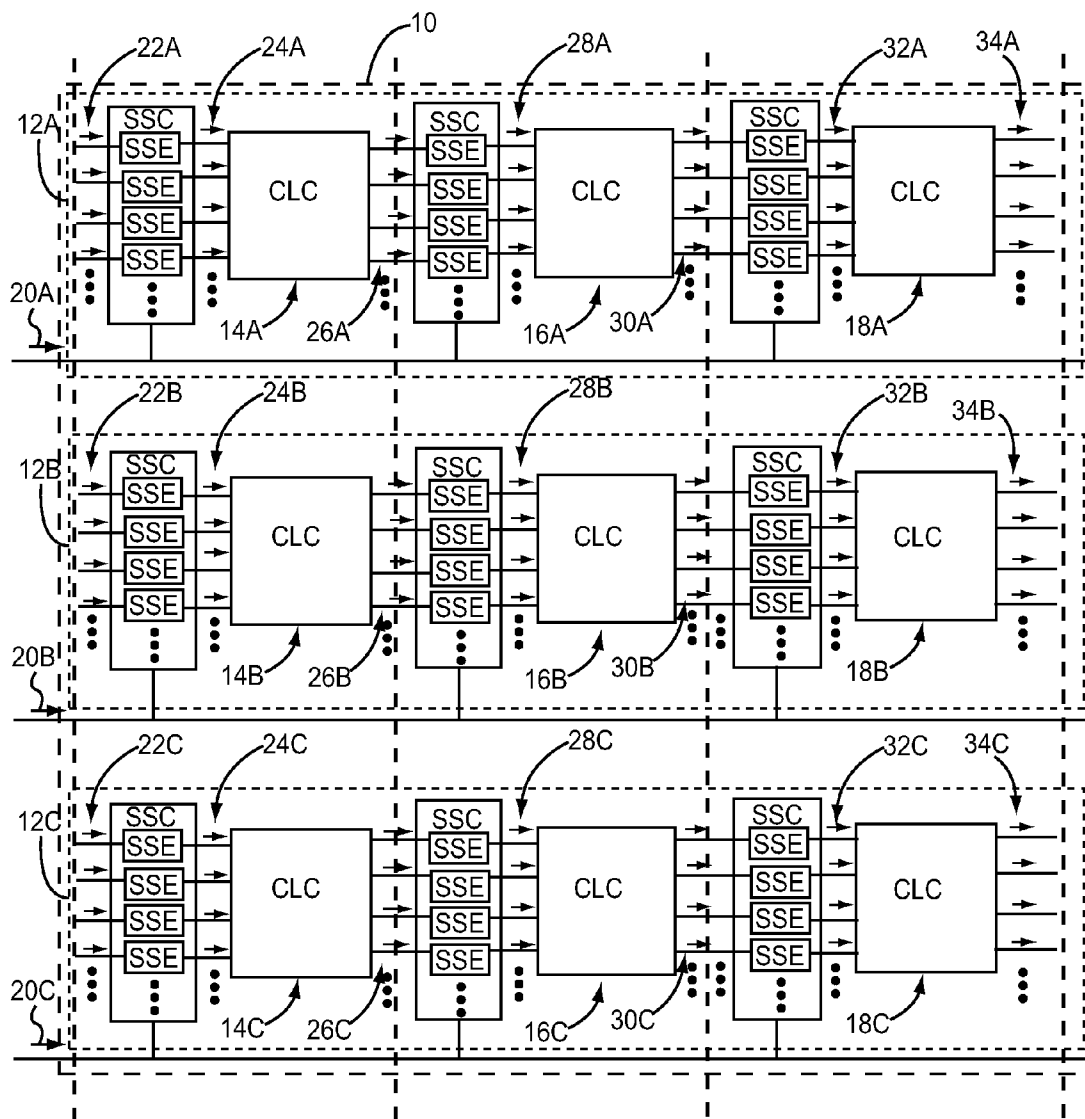 22A 24A 10 28A 32A 34A
12A SSC SSC SSC
SSE SSE SSE
SSE CLC SSE CLC SSE CLC
SSE SSE SSE
SSE SSE SSE
20A 14A 26A 16A 30A 18A
22B 24B 28B 32B 34B
12B SSC SSC SSC
SSE SSE SSE
SSE CLC SSE CLC SSE CLC
SSE SSE SSE
SSE SSE SSE
20B 14B 26B 16B 30B 18B
22C 24C 28C 32C 34C
12C SSC SSC SSC
SSE SSE SSE
SSE CLC SSE CLC SSE CLC
SSE SSE SSE
SSE SSE SSE
20C 14C 26C 16C 30C 18C